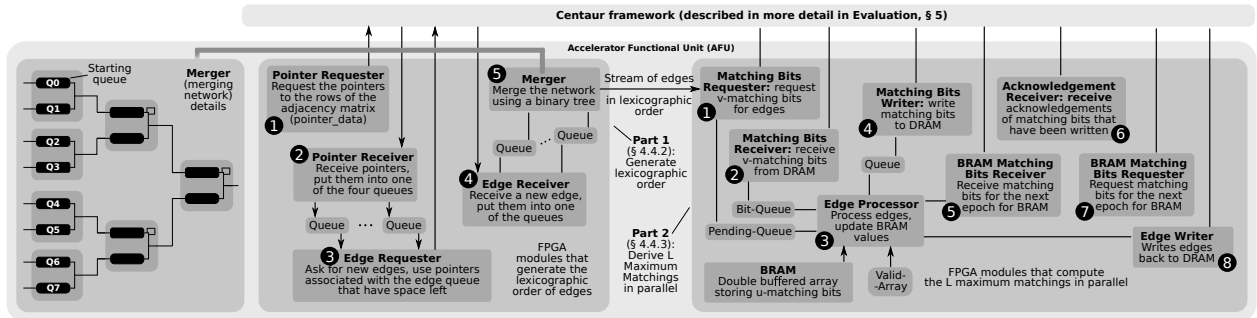 Centaur framework (described in more detail in Evaluation, § 5)
Accelerator Functional Unit (AFU)
Starting
queue
Merger
(merging
network)
details
Q0
Q1
Q2
Q3
Q4
Q5
Q6
Q7
Pointer Requester
Request the pointers
to the rows of the
adjacency matrix
(pointer_data)
1
2
Pointer Receiver
Receive pointers,
put them into one
of the four queues
Queue
...
Queue
3
Edge Requester
Ask for new edges, use pointers
associated with the edge queue
that have space left
5
Merger
Merge the network
using a binary tree
Queue
...
Queue
4
Edge Receiver
Receive a new edge,
put them into one
of the queues
FPGA
modules that
generate the
lexicographic
order of edges
Stream of edges
in lexicographic
order
Part 1
(§ 4.4.2):
Generate
lexicographic
order
Part 2
(§ 4.4.3):
Derive L
Maximum
Matchings
in parallel
Matching Bits
Requester: request
v-matching bits
for edges
1
Matching Bits
Receiver: receive
v-matching bits
from DRAM
2
Bit-Queue
Pending-Queue
Matching Bits
Writer: write
matching bits
to DRAM
4
Queue
Edge Processor
Process edges,
update BRAM
values
3
BRAM
Double buffered array
storing u-matching bits
Valid-
-Array
Acknowledgement
Receiver: receive
acknowledgements
of matching bits that
have been written
6
BRAM Matching
Bits Receiver
Receive matching
bits for the next
epoch for BRAM
5
BRAM Matching
Bits Requester
Request matching
bits for the next
epoch for BRAM
7
Edge Writer
Writes edges
back to DRAM
8
FPGA modules that compute
the L maximum matchings in parallel